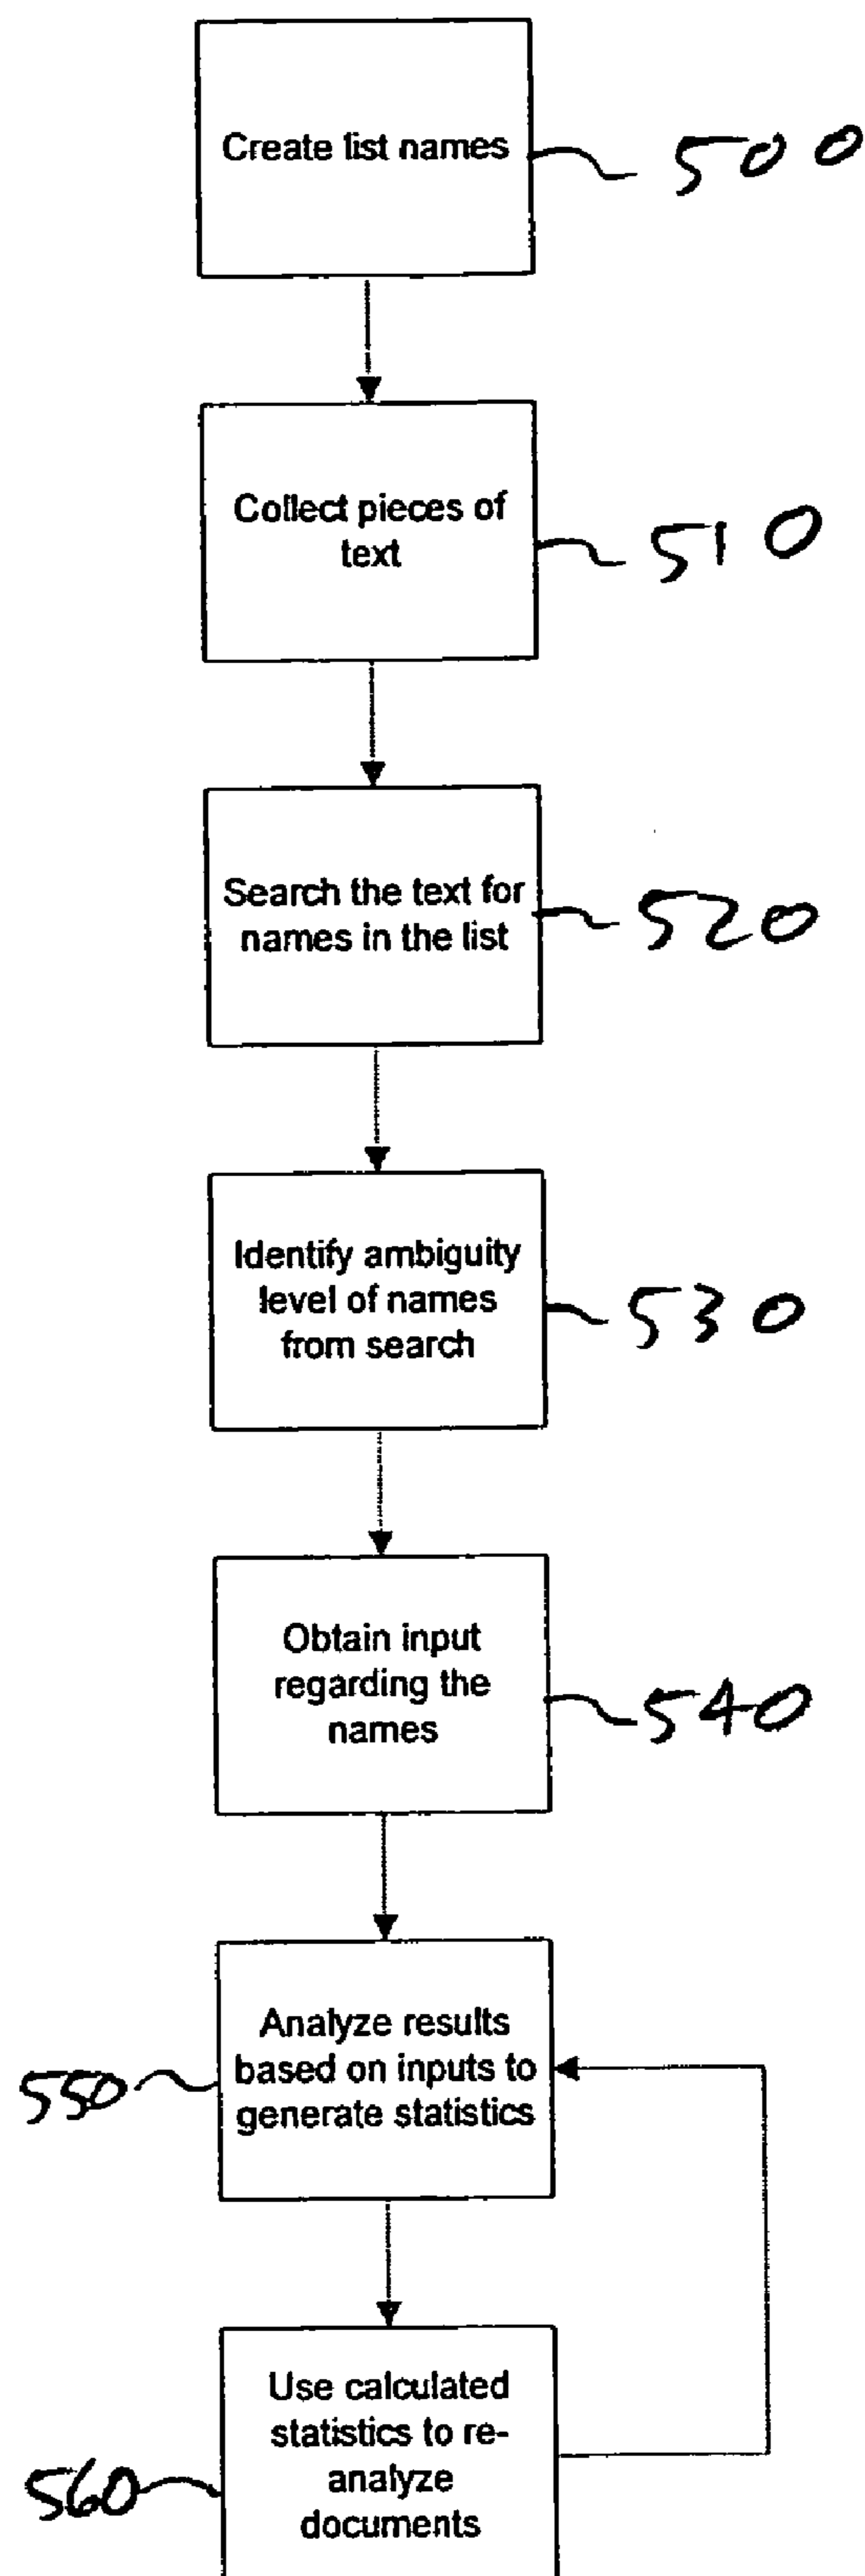 Create list names
500
Collect pieces of
text
510
Search the text for
names in the list
520
Identify ambiguity
level of names
from search
530
Obtain input
regarding the
names
540
Analyze results
based on inputs to
generate statistics
550
Use calculated
statistics to re-
analyze
documents
560